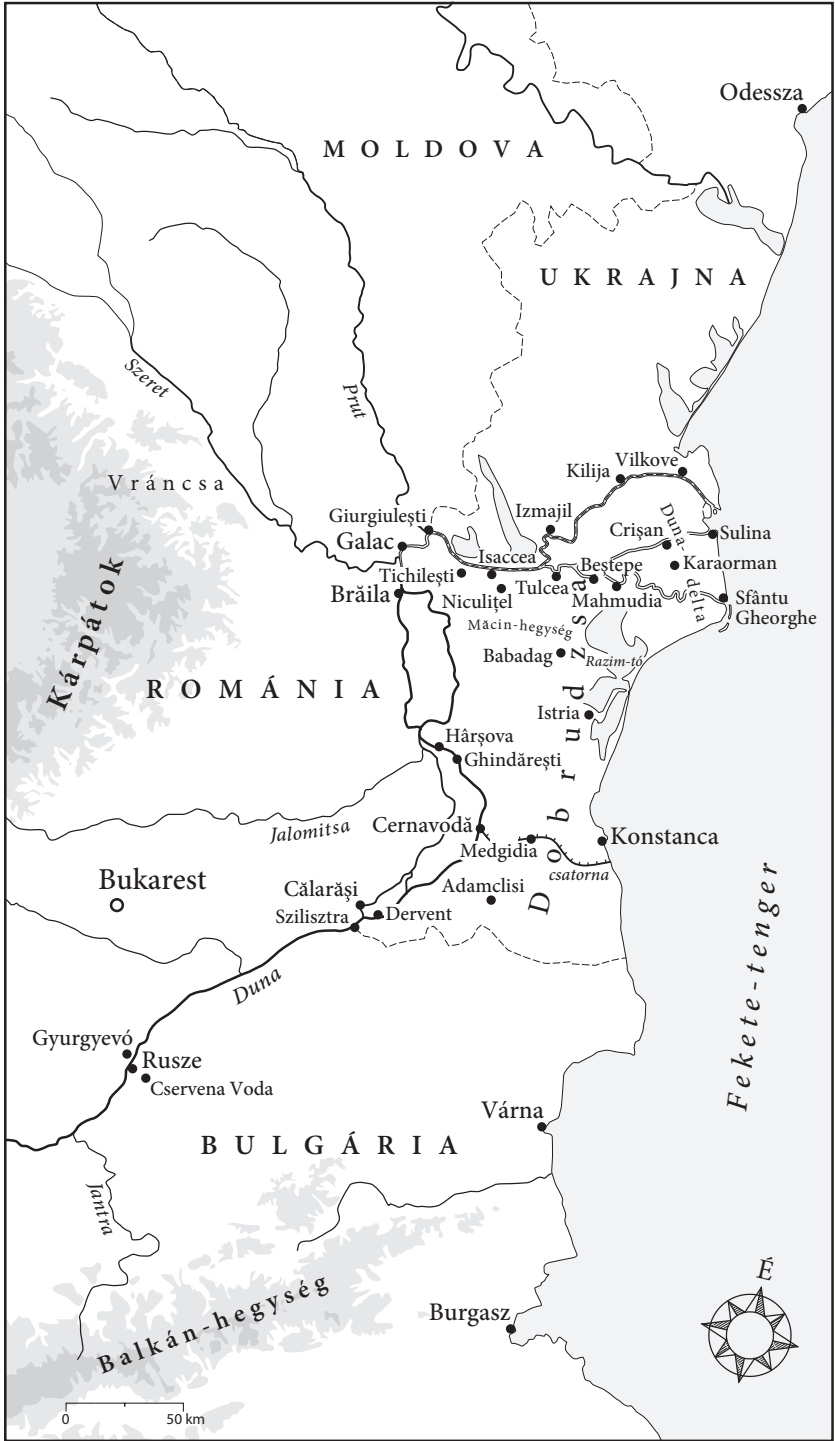 Odessza
MOLDOVA
UKRAJNA
Szeret
Prut
Vráncsa
Kilija
Vilkove
Giurgiulești
Izmajil
Duna-
delta
Crișan
Sulina
Galac
Isaccea
Tichilești
Tulcea
Beștepe
Karaorman
Brăila
Niculițel
Mahmudia
Sfântu
Gheorghe
Măcin-hegység
Kárpátok
Babadag
Razim-tó
ROMÁNIA
Dobrudzsa
Istria
Hârșova
Ghindărești
Jalomitsa
Cernavodă
Medgidia
Konstanca
csatorna
Bukarest
Călarăşi
Adamclisi
Szilisztra
Dervent
Duna
Fekete-tenger
Gyurgyevó
Rusze
Cservena Voda
Várna
BULGÁRIA
Jantra
É
Balkán-hegység
Burgasz
0 50 km